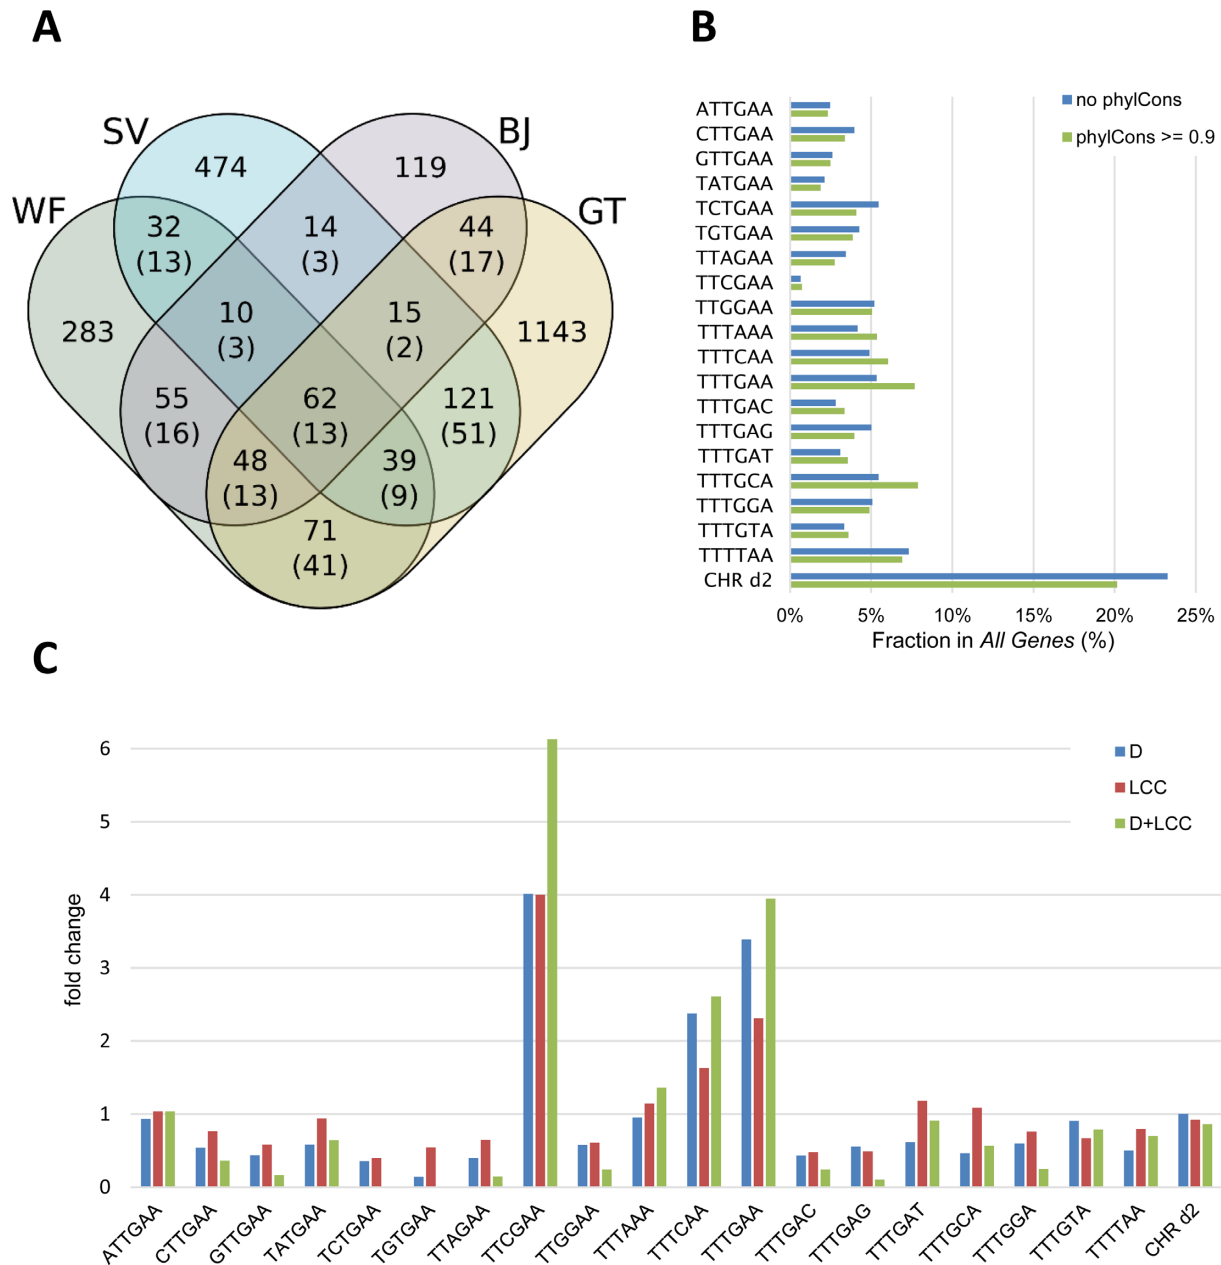 A
SV
BJ
WF
GT
474
119
32
(13)
14
(3)
44
(17)
283
10
(3)
15
(2)
1143
55
(16)
62
(13)
121
(51)
48
(13)
39
(9)
71
(41)
B
no phylCons
phylCons >= 0.9
ATTGAA
CTTGAA
GTTGAA
TATGAA
TCTGAA
TGTGAA
TTAGAA
TTCGAA
TTGGAA
TTTAAA
TTTCAA
TTTGAA
TTTGAC
TTTGAG
TTTGAT
TTTGCA
TTTGGA
TTTGTA
TTTTAA
CHR d2
0% 5% 10% 15% 20% 25%
Fraction in All Genes (%)
C
D
LCC
D+LCC
fold change
6
5
4
3
2
1
0
ATTGAA CTTGAA GTTGAA TATGAA TCTGAA TGTGAA TTAGAA TTCGAA TTGGAA TTTAAA TTTCAA TTTGAA TTTGAC TTTGAG TTTGAT TTTGCA TTTGGA TTTGTA TTTTAA CHR d2